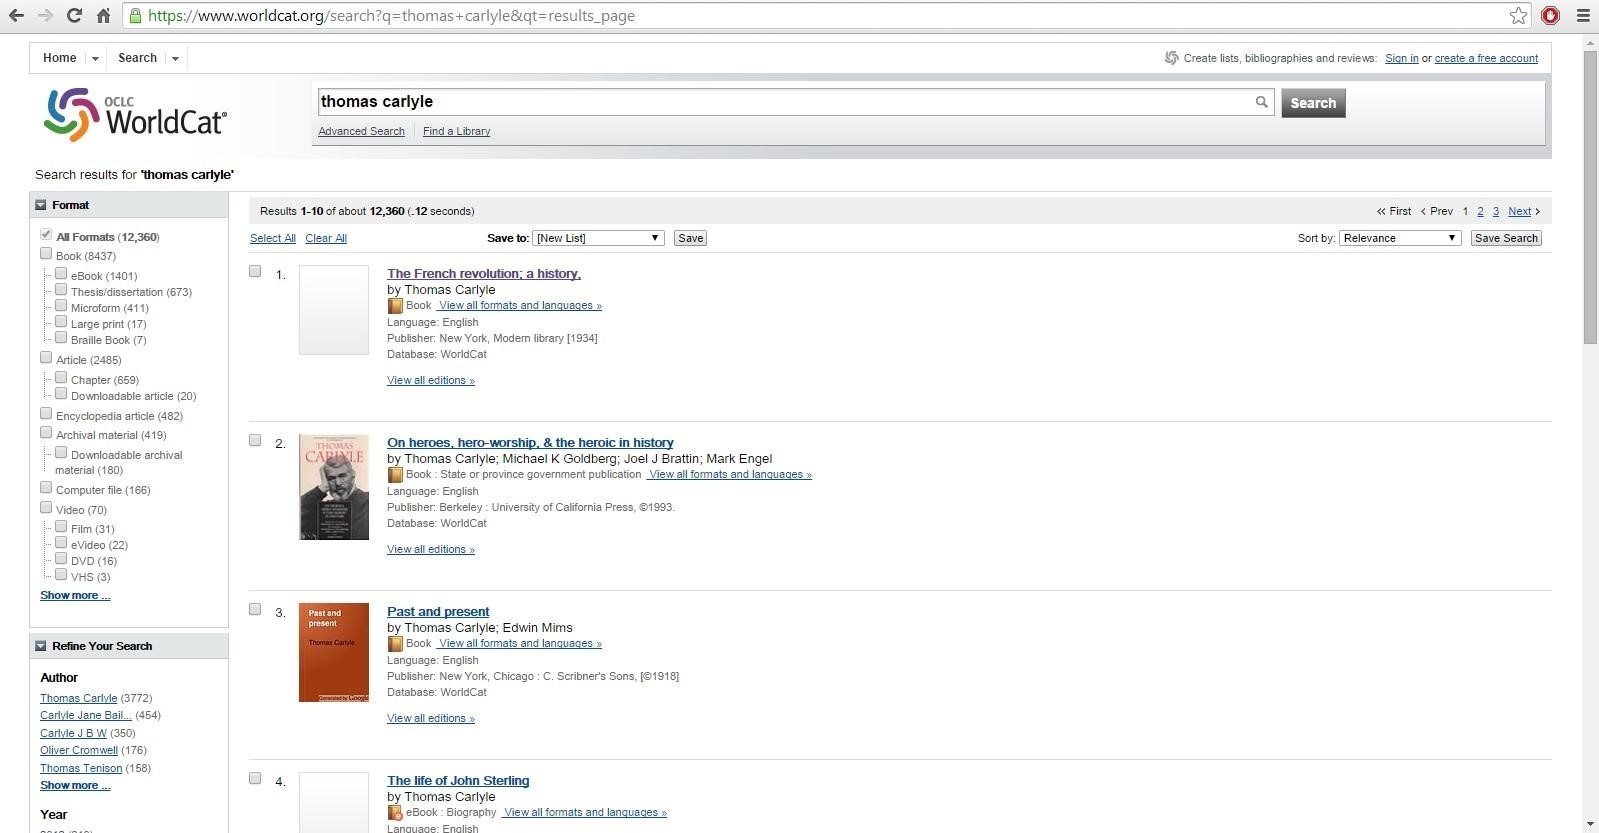 https://www.worldcat.org/search?q=thomas+carlyle&qt=results_page
Home Search
Create lists, bibliographies and reviews: Sign in or create a free account
OCLC
WorldCat®
thomas carlyle
Search
Advanced Search Find a Library
Search results for 'thomas carlyle'
Format
All Formats (12,360)
Book (8437)
eBook (1401)
Thesis/dissertation (673)
Microform (411)
Large print (17)
Braille Book (7)
Article (2485)
Chapter (659)
Downloadable article (20)
Encyclopedia article (482)
Archival material (419)
Downloadable archival
material (180)
Computer file (166)
Video (70)
Film (31)
eVideo (22)
DVD (16)
VHS (3)
Show more ...
Refine Your Search
Author
Thomas Carlyle (3772)
Carlyle Jane Bail... (454)
Carlyle J B W (350)
Oliver Cromwell (176)
Thomas Tenison (158)
Show more ...
Year
Results 1-10 of about 12,360 (.12 seconds)
« First ‹ Prev 1 2 3 Next ›
Select All Clear All
Save to: [New List] Save
Sort by: Relevance Save Search
1.
The French revolution; a history,
by Thomas Carlyle
Book View all formats and languages »
Language: English
Publisher: New York, Modern library [1934]
Database: WorldCat
View all editions »
2.
THOMAS
CARLYLE
On heroes, hero-worship, & the heroic in history
by Thomas Carlyle; Michael K Goldberg; Joel J Brattin; Mark Engel
Book : State or province government publication View all formats and languages »
Language: English
Publisher: Berkeley : University of California Press, ©1993.
Database: WorldCat
View all editions »
3.
Past and
present
Thomas Carlyle
Generated by Google
Past and present
by Thomas Carlyle; Edwin Mims
Book View all formats and languages »
Language: English
Publisher: New York, Chicago : C. Scribner's Sons, [©1918]
Database: WorldCat
View all editions »
4.
The life of John Sterling
by Thomas Carlyle
eBook : Biography View all formats and languages »
Language: English